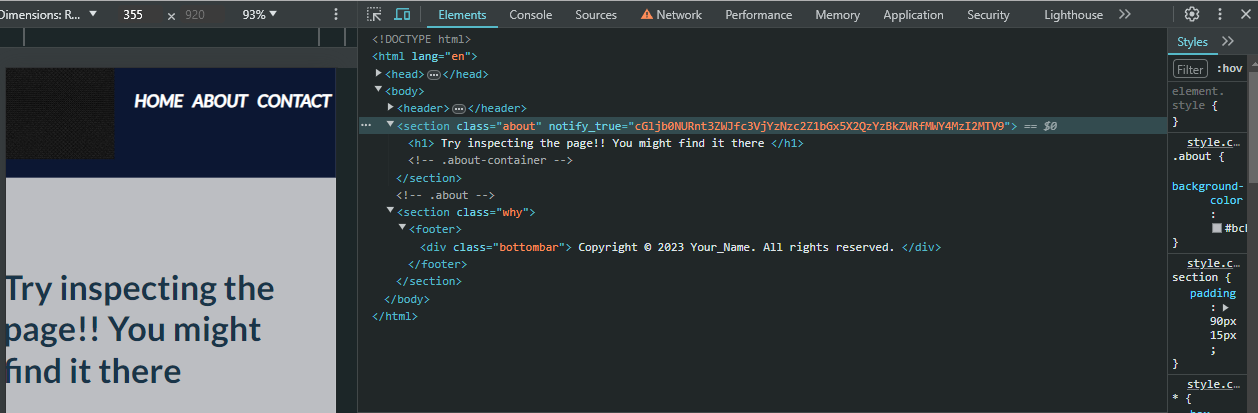 Dimensions: R... ▼ 355 × 920 93% ▼
Elements Console Sources Network Performance Memory Application Security Lighthouse
HOME ABOUT CONTACT
Try inspecting the
page!! You might
find it there
<!DOCTYPE html>
<html lang="en">
<head> ⋯ </head>
<body>
<header> ⋯ </header>
<section class="about" notify_true="cGljb0NURnt3ZWJfc3VjYzNzc2Z1bGx5X2QzYzBkZWRfMWY4MzI2MTV9"> == $0
<h1> Try inspecting the page!! You might find it there </h1>
<!-- .about-container -->
</section>
<!-- .about -->
<section class="why">
<footer>
<div class="bottombar"> Copyright © 2023 Your_Name. All rights reserved. </div>
</footer>
</section>
</body>
</html>
Styles
Filter :hov
element.
style {
}
style.c…
.about {
background-
color
:
#bc
}
style.c…
section {
padding
: ▶
90px
15px
;
}
style.c…
* {